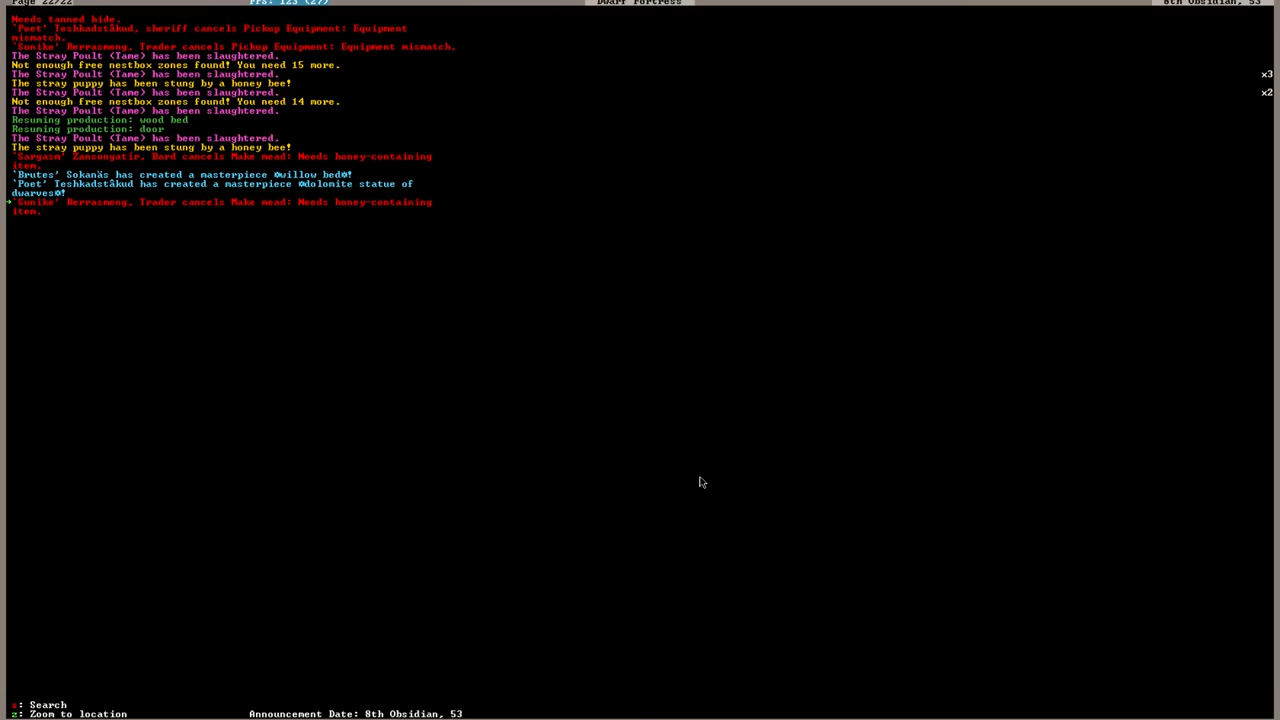 Page 22/22 FPS: 123 (27) Dwarf Fortress 8th Obsidian, 53
Needs tanned hide.
`Poet' Teshkadstâkud, sheriff cancels Pickup Equipment: Equipment
mismatch.
`Sunike' Rerrasmeng, Trader cancels Pickup Equipment: Equipment mismatch.
The Stray Poult (Tame) has been slaughtered.
Not enough free nestbox zones found! You need 15 more.
The Stray Poult (Tame) has been slaughtered. x3
The stray puppy has been stung by a honey bee!
The Stray Poult (Tame) has been slaughtered. x2
Not enough free nestbox zones found! You need 14 more.
The Stray Poult (Tame) has been slaughtered.
Resuming production: wood bed
Resuming production: door
The Stray Poult (Tame) has been slaughtered.
The stray puppy has been stung by a honey bee!
`Sargasm' Zansongatir, Bard cancels Make mead: Needs honey-containing
item.
`Brutes' Sokanäs has created a masterpiece ☼willow bed☼!
`Poet' Teshkadstâkud has created a masterpiece ☼dolomite statue of
dwarves☼!
→`Sunike' Rerrasmeng, Trader cancels Make mead: Needs honey-containing
item.
s: Search
z: Zoom to location Announcement Date: 8th Obsidian, 53